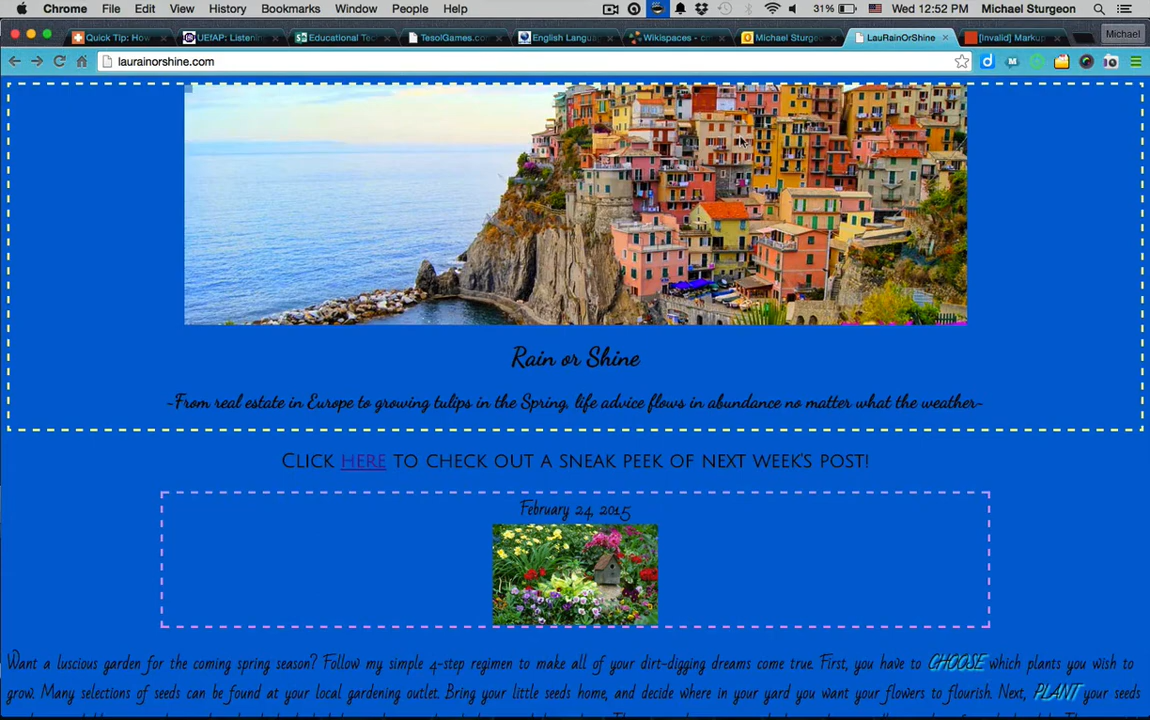 Chrome File Edit View History Bookmarks Window People Help 31% Wed 12:52 PM Michael Sturgeon
Quick Tip: How UEfAP: Listenin Educational Te TesolGames.co English Langu Wikispaces - c Michael Sturge LauRainOrShine [Invalid] Marku Michael
laurainorshine.com
Rain or Shine
~From real estate in Europe to growing tulips in the Spring, life advice flows in abundance no matter what the weather~
Click HERE to check out a sneak peek of next week's post!
February 24, 2015
Want a luscious garden for the coming spring season? Follow my simple 4-step regimen to make all of your dirt-digging dreams come true. First, you have to CHOOSE which plants you wish to
grow. Many selections of seeds can be found at your local gardening outlet. Bring your little seeds home, and decide where in your yard you want your flowers to flourish. Next, PLANT your seeds